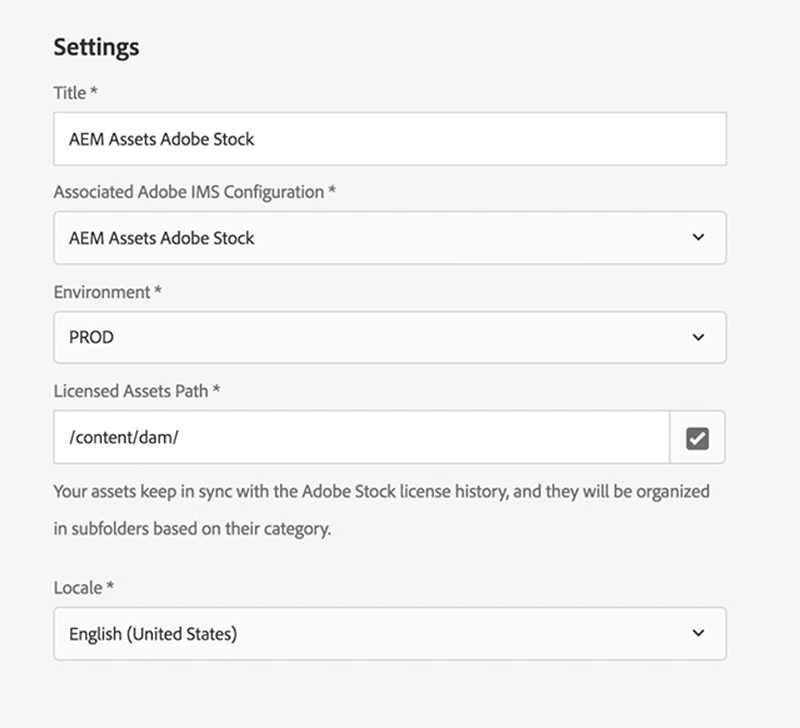 Settings
Title *
AEM Assets Adobe Stock
Associated Adobe IMS Configuration *
AEM Assets Adobe Stock
Environment *
PROD
Licensed Assets Path *
/content/dam/
Your assets keep in sync with the Adobe Stock license history, and they will be organized
in subfolders based on their category.
Locale *
English (United States)